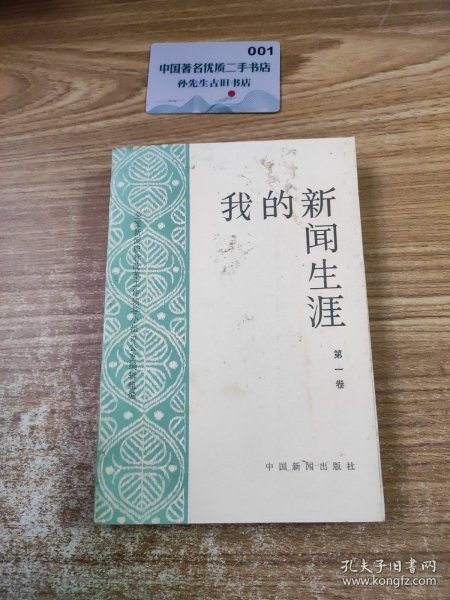 001
中国著名优质二手书店
孙先生古旧书店
我的新闻生涯
第一卷
中国新闻出版社
孔夫子旧书网
www.kongfz.com